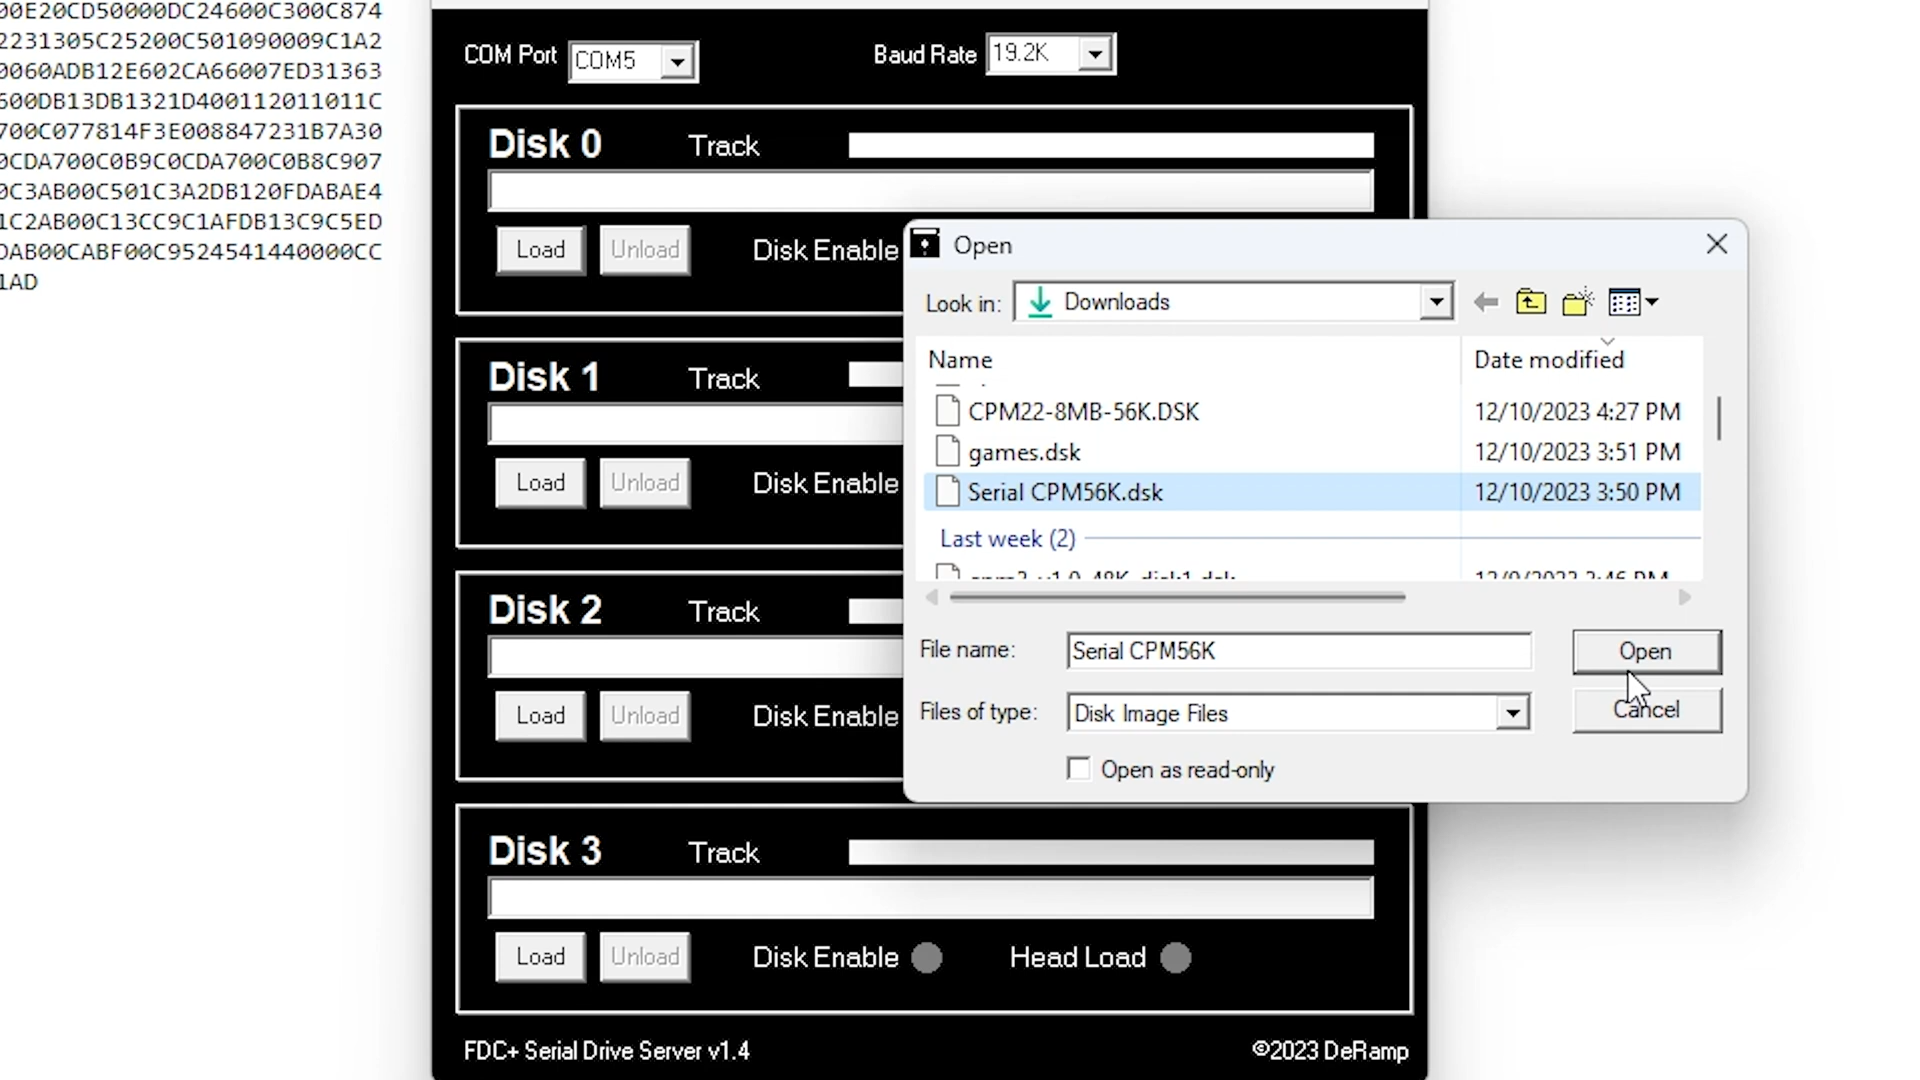 00E20CD50000DC24600C300C874
2231305C25200C501090009C1A2
0060ADB12E602CA66007ED31363
600DB13DB1321D400112011011C
700C077814F3E008847231B7A30
0CDA700C0B9C0CDA700C0B8C907
0C3AB00C501C3A2DB120FDABAE4
1C2AB00C13CC9C1AFDB13C9C5ED
DAB00CABF00C9524541440000CC
1AD
COM Port COM5 Baud Rate 19.2K
Disk 0 Track
Load Unload Disk Enable
Disk 1 Track
Load Unload Disk Enable
Disk 2 Track
Load Unload Disk Enable
Disk 3 Track
Load Unload Disk Enable Head Load
FDC+ Serial Drive Server v1.4 ©2023 DeRamp
Open
Look in: Downloads
Name Date modified
CPM22-8MB-56K.DSK 12/10/2023 4:27 PM
games.dsk 12/10/2023 3:51 PM
Serial CPM56K.dsk 12/10/2023 3:50 PM
Last week (2)
File name: Serial CPM56K Open
Files of type: Disk Image Files Cancel
Open as read-only